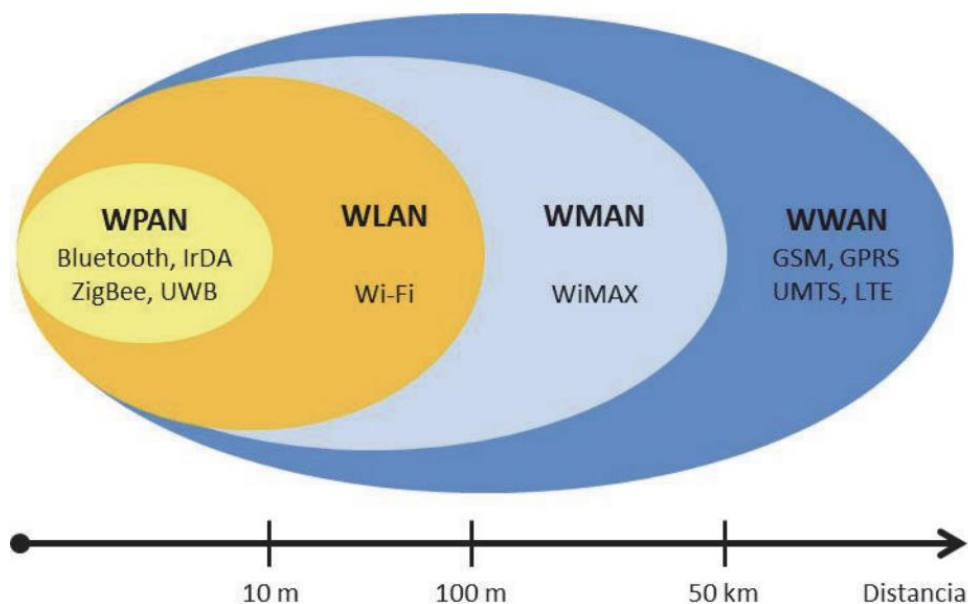 WPAN
Bluetooth, IrDA
ZigBee, UWB
WLAN
Wi-Fi
WMAN
WiMAX
WWAN
GSM, GPRS
UMTS, LTE
10 m
100 m
50 km
Distancia